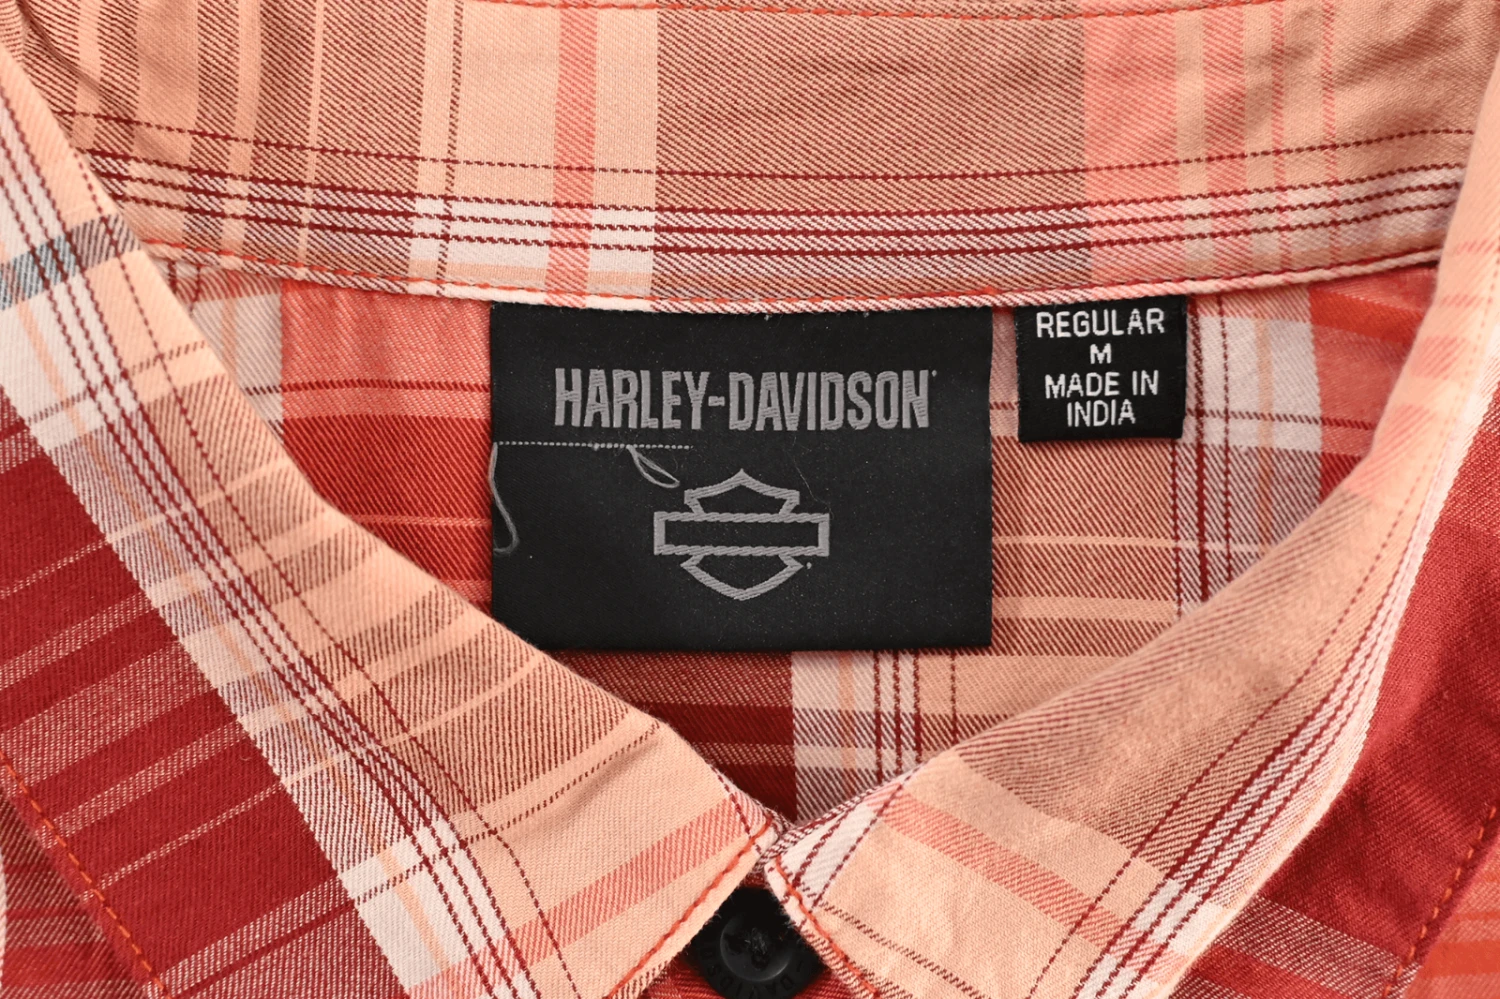 HARLEY-DAVIDSON
REGULAR
M
MADE IN
INDIA